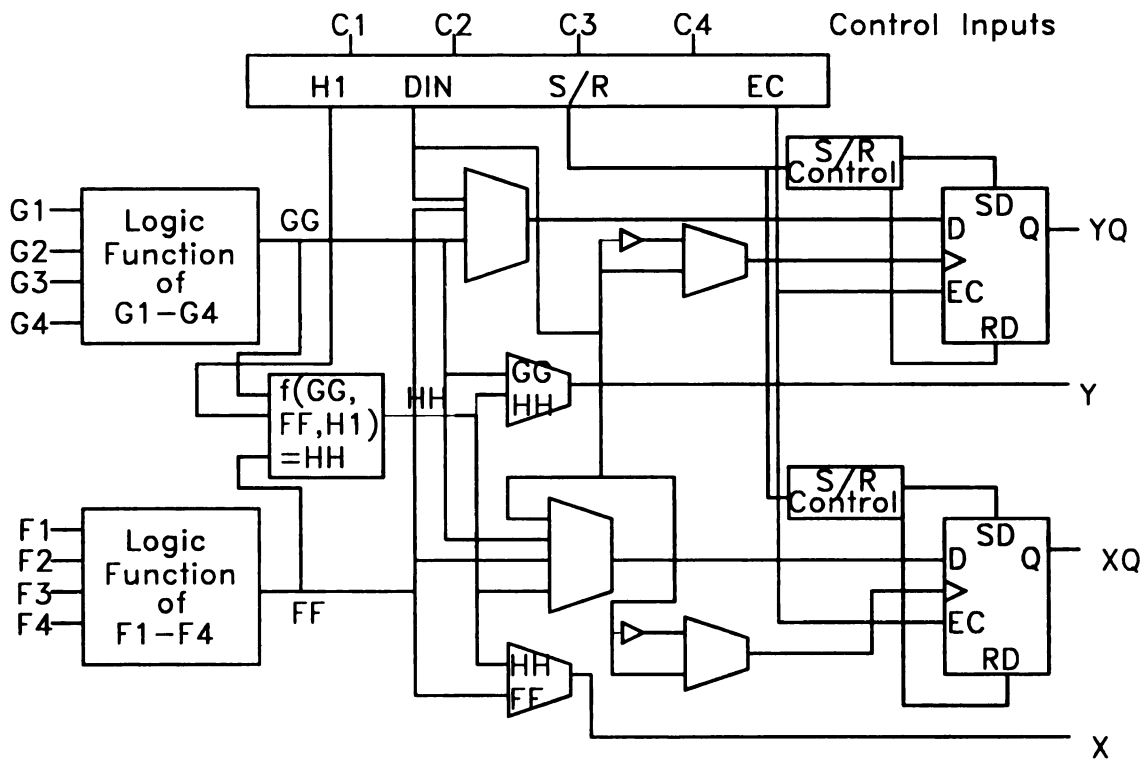 C1 C2 C3 C4 Control Inputs
H1 DIN S/R EC
S/R
Control
G1
G2
G3
G4
Logic
Function
of
G1-G4
GG
SD
D
Q
YQ
EC
RD
GG
HH
Y
f(GG,
FF,H1)
=HH
HH
S/R
Control
F1
F2
F3
F4
Logic
Function
of
F1-F4
FF
SD
D
Q
XQ
EC
RD
HH
FF
X